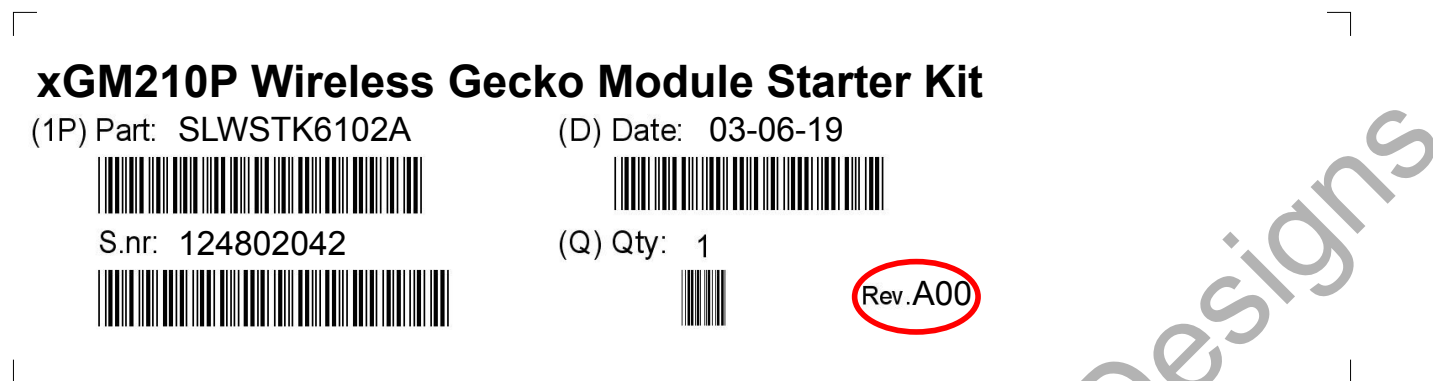 xGM210P Wireless Gecko Module Starter Kit
(1P) Part: SLWSTK6102A (D) Date: 03-06-19
S.nr: 124802042 (Q) Qty: 1
Rev.A00
Designs